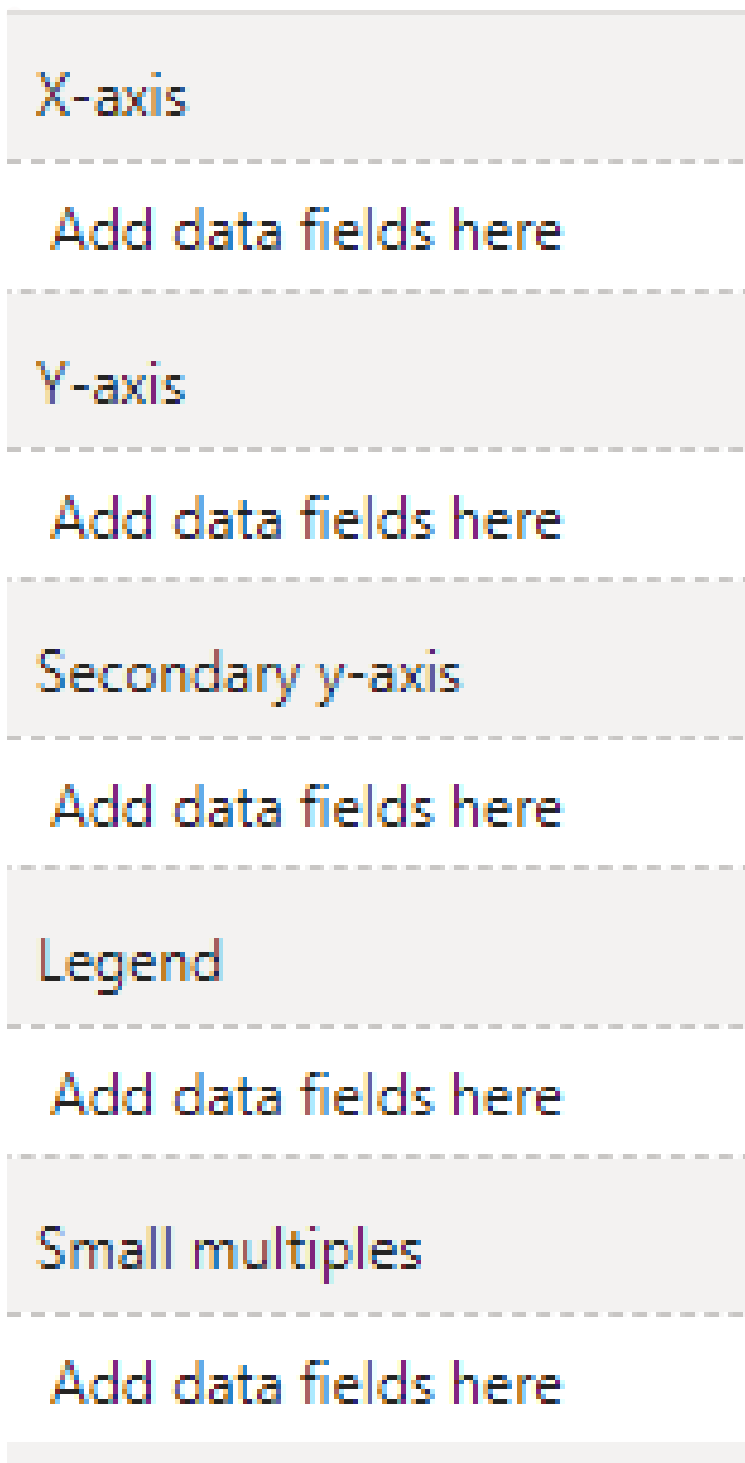 X-axis
Add data fields here
Y-axis
Add data fields here
Secondary y-axis
Add data fields here
Legend
Add data fields here
Small multiples
Add data fields here